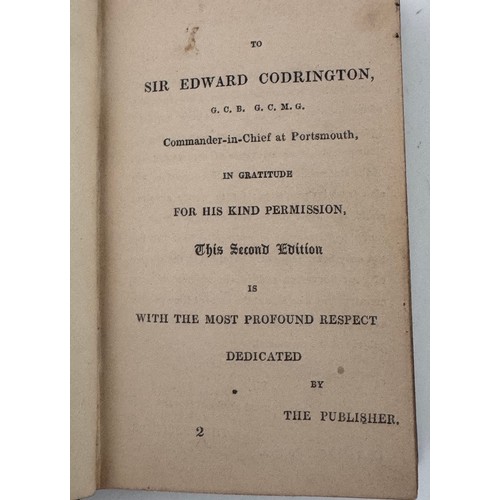 TO
SIR EDWARD CODRINGTON,
G. C. B. G. C. M. G.
Commander-in-Chief at Portsmouth,
IN GRATITUDE
FOR HIS KIND PERMISSION,
This Second Edition
IS
WITH THE MOST PROFOUND RESPECT
DEDICATED
BY
THE PUBLISHER.
2